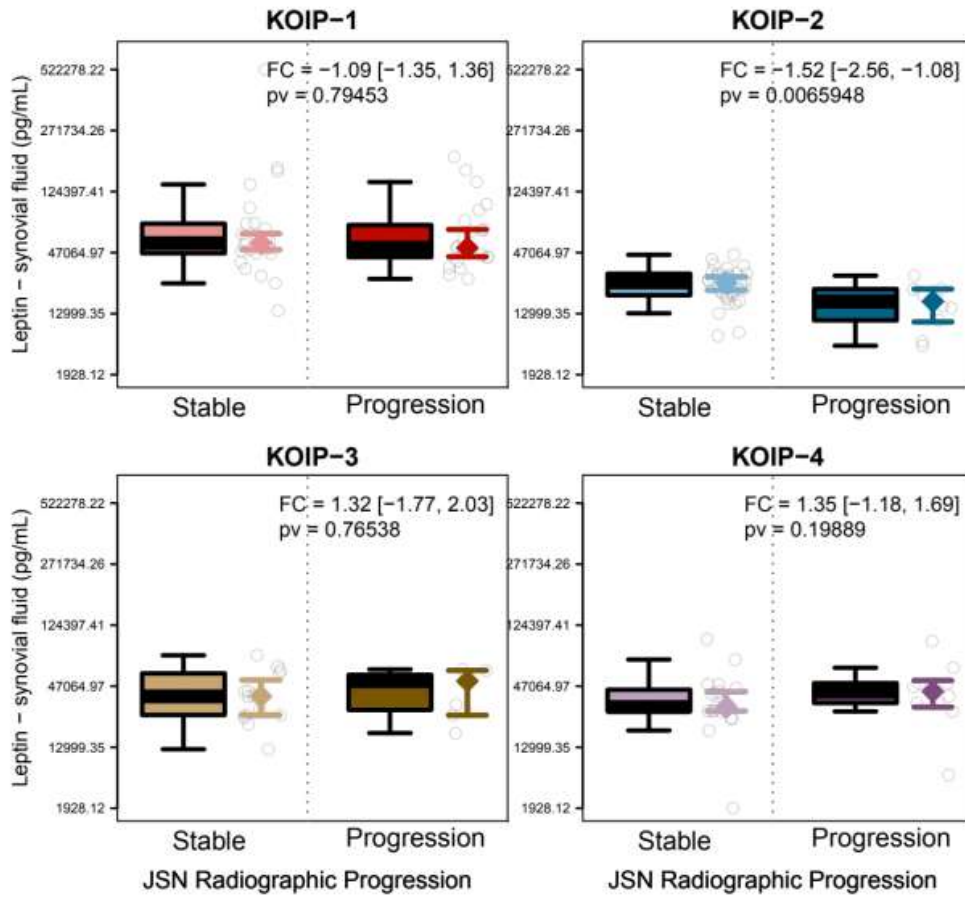 KOIP−1
KOIP−2
Leptin − synovial fluid (pg/mL)
522278.22
271734.26
124397.41
47064.97
12999.35
1928.12
FC = −1.09 [−1.35, 1.36]
pv = 0.79453
Stable
Progression
522278.22
271734.26
124397.41
47064.97
12999.35
1928.12
FC = −1.52 [−2.56, −1.08]
pv = 0.0065948
Stable
Progression
KOIP−3
KOIP−4
Leptin − synovial fluid (pg/mL)
522278.22
271734.26
124397.41
47064.97
12999.35
1928.12
FC = 1.32 [−1.77, 2.03]
pv = 0.76538
Stable
Progression
JSN Radiographic Progression
522278.22
271734.26
124397.41
47064.97
12999.35
1928.12
FC = 1.35 [−1.18, 1.69]
pv = 0.19889
Stable
Progression
JSN Radiographic Progression